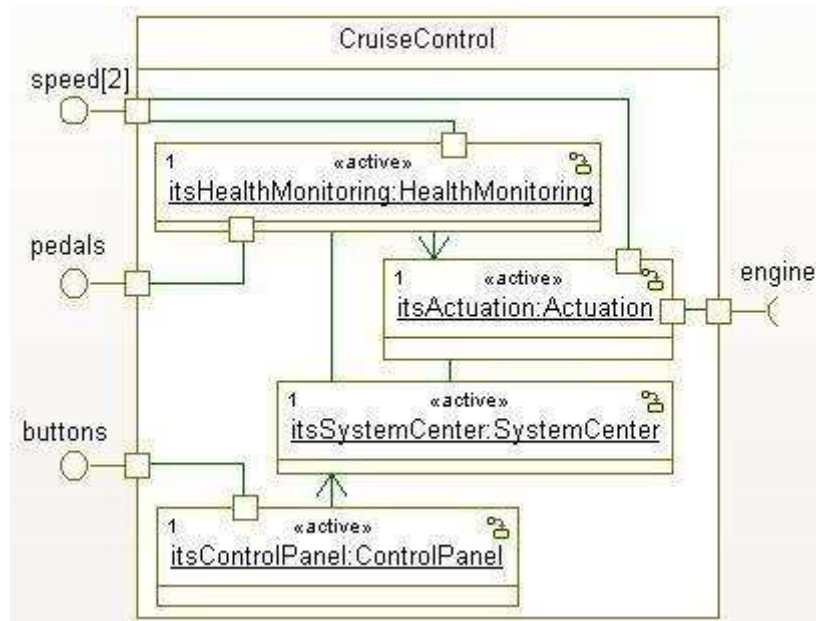 CruiseControl
speed[2]
1
«active»
itsHealthMonitoring:HealthMonitoring
pedals
1
«active»
engine
itsActuation:Actuation
1
«active»
buttons
itsSystemCenter:SystemCenter
1
«active»
itsControlPanel:ControlPanel